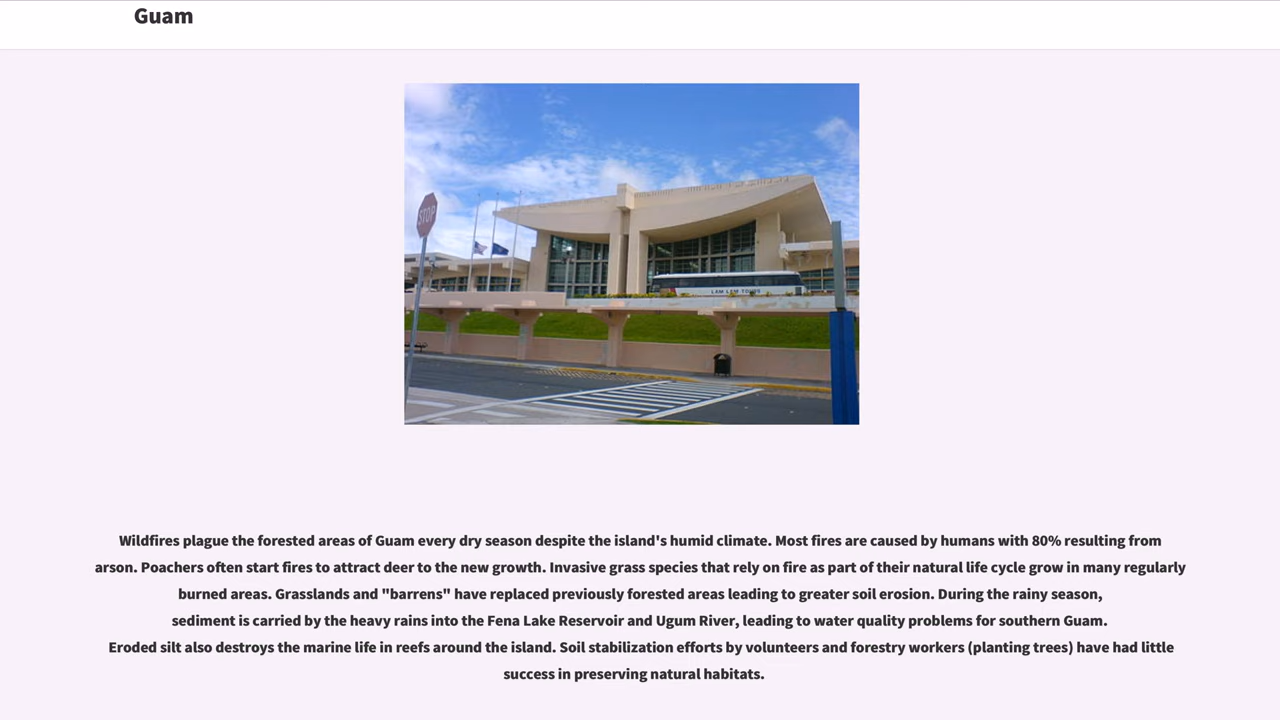 Guam
STOP
LAM LAM TOURS
Wildfires plague the forested areas of Guam every dry season despite the island's humid climate. Most fires are caused by humans with 80% resulting from
arson. Poachers often start fires to attract deer to the new growth. Invasive grass species that rely on fire as part of their natural life cycle grow in many regularly
burned areas. Grasslands and "barrens" have replaced previously forested areas leading to greater soil erosion. During the rainy season,
sediment is carried by the heavy rains into the Fena Lake Reservoir and Ugum River, leading to water quality problems for southern Guam.
Eroded silt also destroys the marine life in reefs around the island. Soil stabilization efforts by volunteers and forestry workers (planting trees) have had little
success in preserving natural habitats.